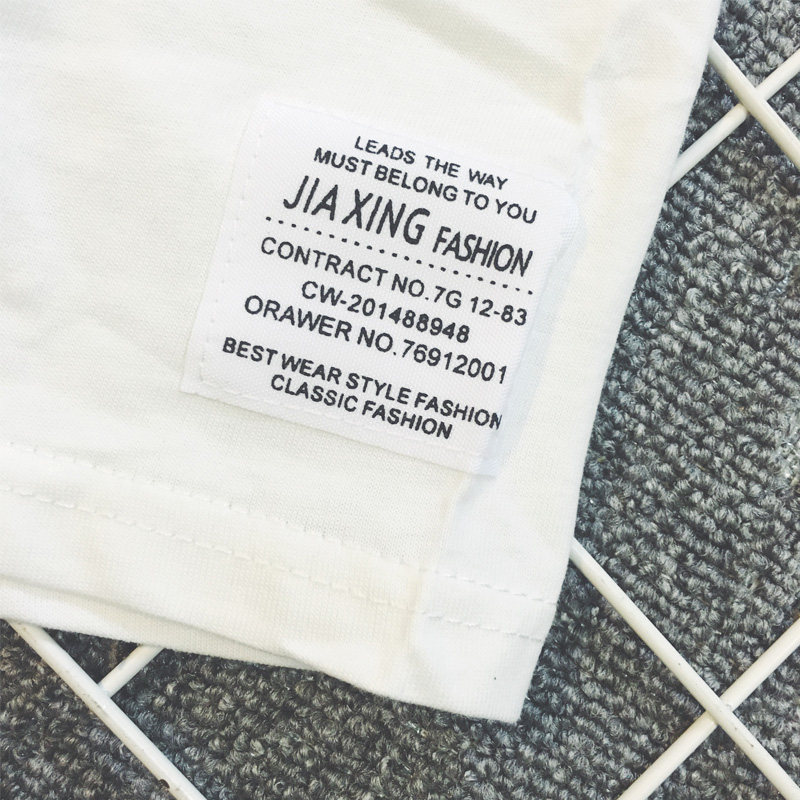 LEADS THE WAY
MUST BELONG TO YOU
JIA XING FASHION
CONTRACT NO.7G 12-83
CW-201488948
ORAWER NO.76912001
BEST WEAR STYLE FASHION
CLASSIC FASHION